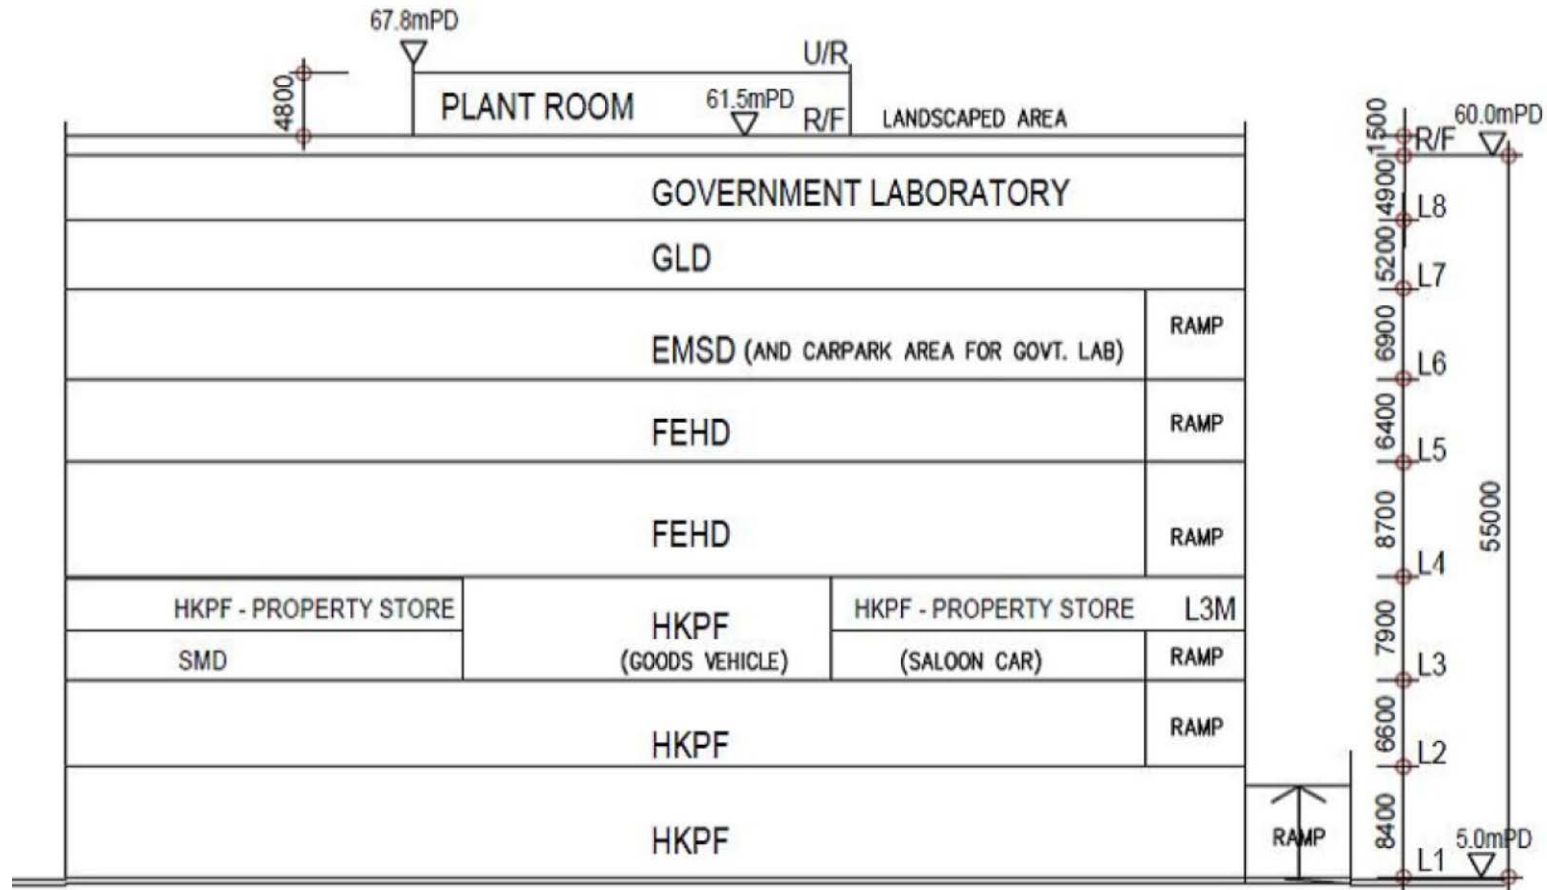 67.8mPD
U/R
4800
PLANT ROOM
61.5mPD
R/F
LANDSCAPED AREA
1500
R/F
60.0mPD
GOVERNMENT LABORATORY
4900
L8
GLD
5200
L7
EMSD (AND CARPARK AREA FOR GOVT. LAB)
RAMP
6900
L6
FEHD
RAMP
6400
L5
FEHD
RAMP
8700
L4
55000
HKPF - PROPERTY STORE
HKPF
(GOODS VEHICLE)
HKPF - PROPERTY STORE
L3M
SMD
(SALOON CAR)
RAMP
7900
L3
HKPF
RAMP
6600
L2
HKPF
RAMP
8400
L1
5.0mPD